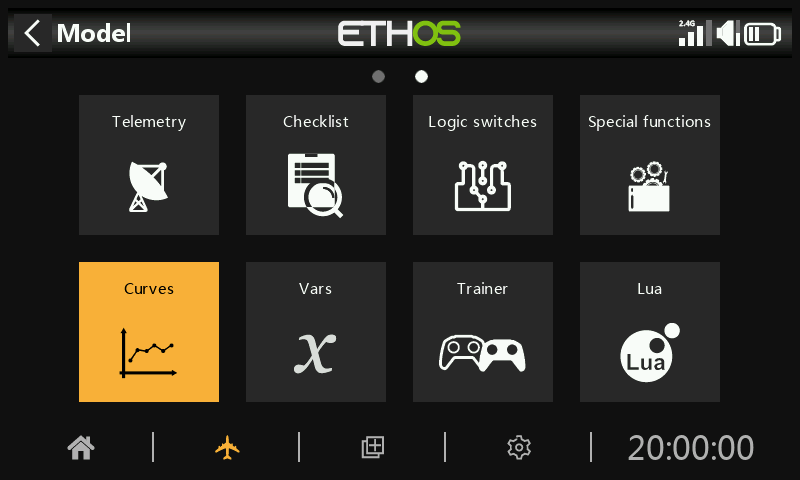 Model
ETHOS
2.4G
Telemetry
Checklist
Logic switches
Special functions
Curves
Vars
Trainer
Lua
x
Lua
20:00:00